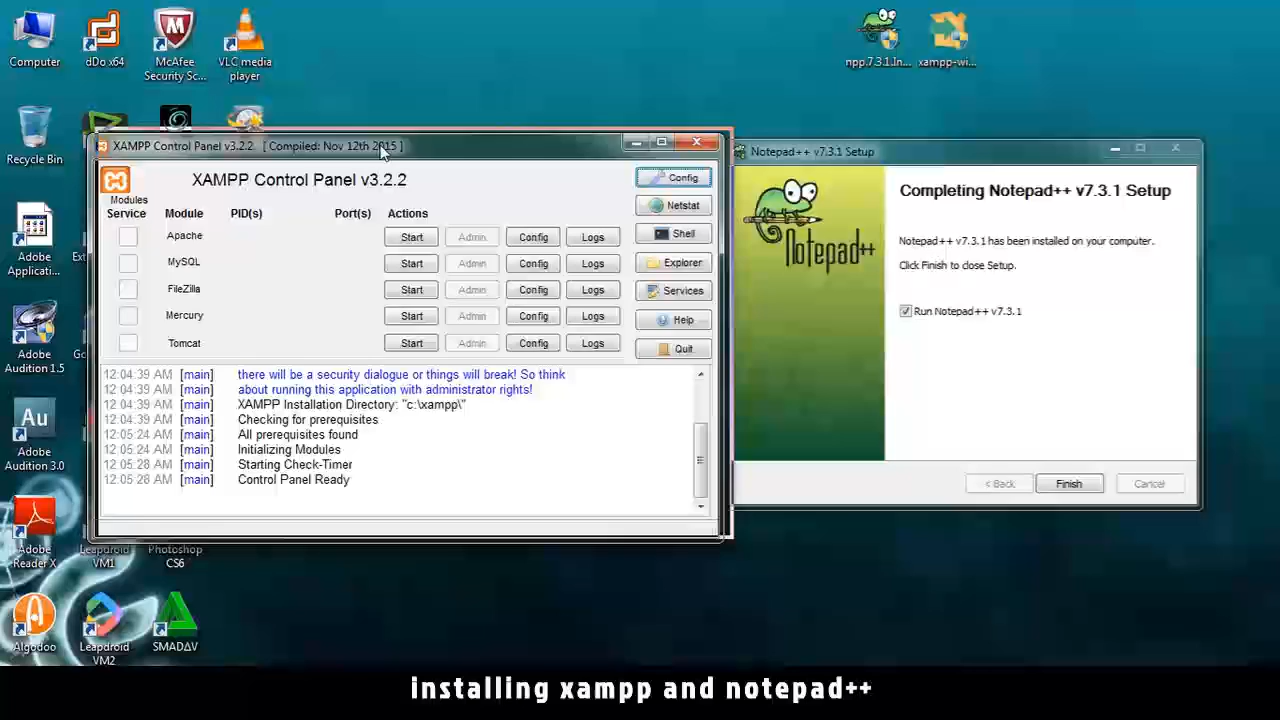 Computer
dDo x64
McAfee
Security Sc...
VLC media
player
npp.7.3.1.In...
xampp-wi...
Recycle Bin
Adobe
Applicati...
Adobe
Audition 1.5
Au
Adobe
Audition 3.0
Adobe
Reader X
Leapdroid
VM1
Photoshop
CS6
Algodoo
Leapdroid
VM2
SMADΔV
XAMPP Control Panel v3.2.2 [ Compiled: Nov 12th 2015 ]
XAMPP Control Panel v3.2.2
Modules
Service Module PID(s) Port(s) Actions
Apache Start Admin Config Logs
MySQL Start Admin Config Logs
FileZilla Start Admin Config Logs
Mercury Start Admin Config Logs
Tomcat Start Admin Config Logs
Config
Netstat
Shell
Explorer
Services
Help
Quit
12:04:39 AM [main] there will be a security dialogue or things will break! So think
12:04:39 AM [main] about running this application with administrator rights!
12:04:39 AM [main] XAMPP Installation Directory: "c:\xampp\"
12:04:39 AM [main] Checking for prerequisites
12:05:24 AM [main] All prerequisites found
12:05:24 AM [main] Initializing Modules
12:05:28 AM [main] Starting Check-Timer
12:05:28 AM [main] Control Panel Ready
Notepad++ v7.3.1 Setup
Notepad++
Completing Notepad++ v7.3.1 Setup
Notepad++ v7.3.1 has been installed on your computer.
Click Finish to close Setup.
Run Notepad++ v7.3.1
< Back Finish Cancel
installing xampp and notepad++